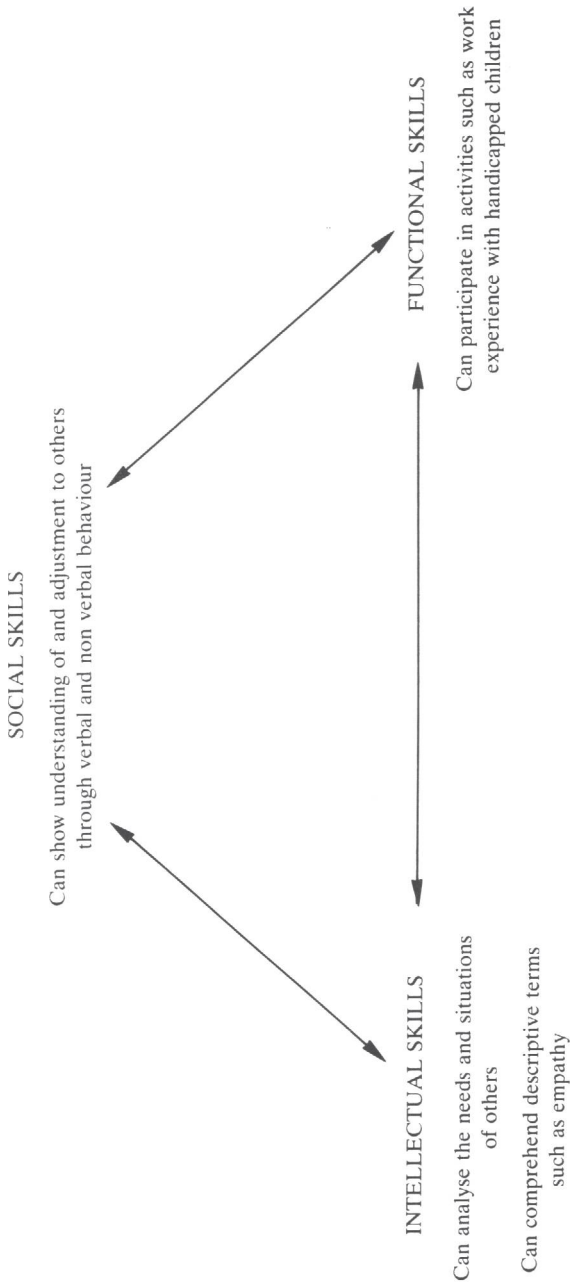 SOCIAL SKILLS
Can show understanding of and adjustment to others
through verbal and non verbal behaviour
INTELLECTUAL SKILLS
Can analyse the needs and situations
of others
Can comprehend descriptive terms
such as empathy
FUNCTIONAL SKILLS
Can participate in activities such as work
experience with handicapped children